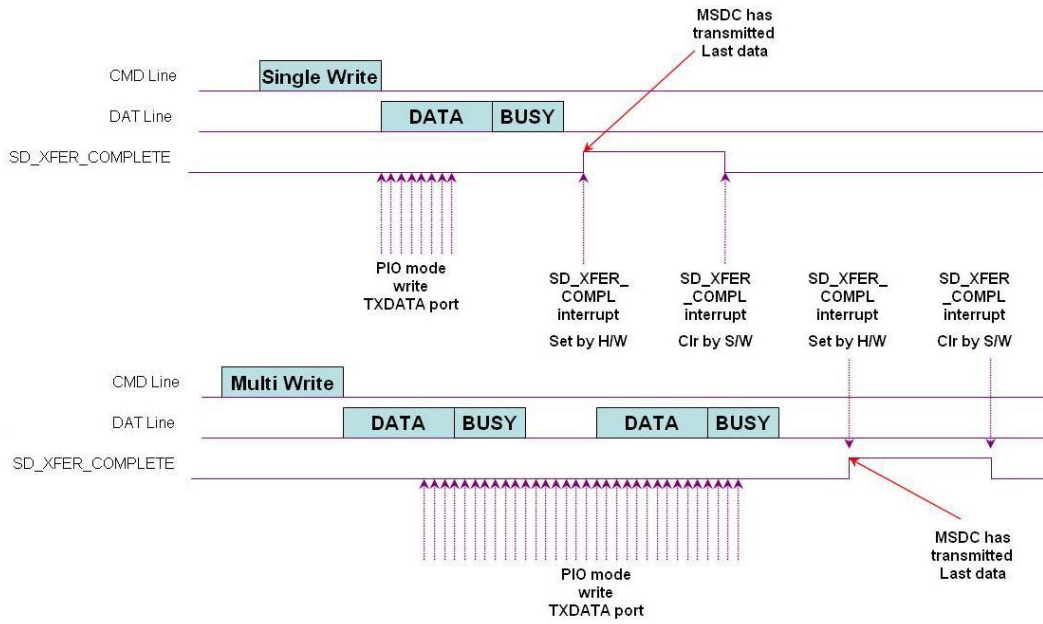 MSDC has
transmitted
Last data
CMD Line
Single Write
DAT Line
DATA
BUSY
SD_XFER_COMPLETE
PIO mode
write
TXDATA port
SD_XFER_
COMPL
interrupt
Set by H/W
SD_XFER
_COMPL
interrupt
Clr by S/W
SD_XFER_
COMPL
interrupt
Set by H/W
SD_XFER
_COMPL
interrupt
Clr by S/W
CMD Line
Multi Write
DAT Line
DATA
BUSY
DATA
BUSY
SD_XFER_COMPLETE
PIO mode
write
TXDATA port
MSDC has
transmitted
Last data